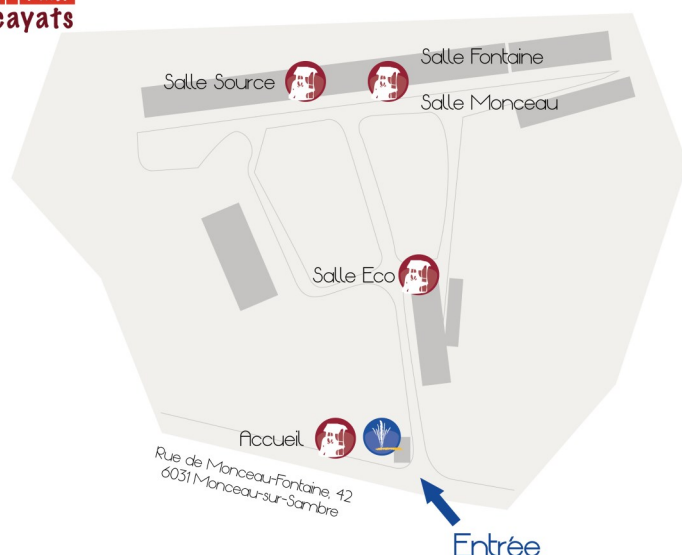 cayats
Salle Fontaine
Salle Source
Salle Monceau
Salle Eco
Accueil
Rue de Monceau-Fontaine, 42
6031 Monceau-sur-Sambre
Entrée